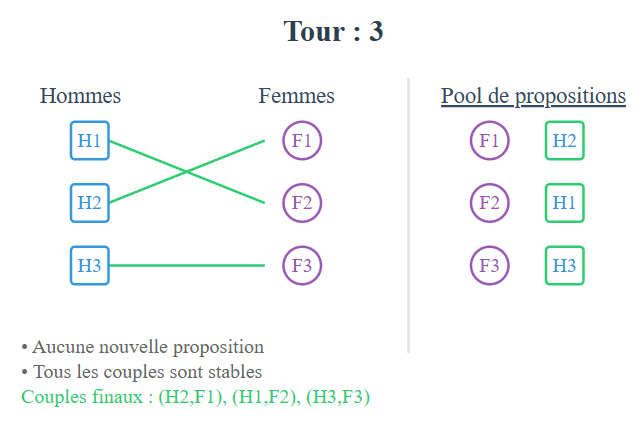 Tour : 3
Hommes Femmes Pool de propositions
H1 F1 F1 H2
H2 F2 F2 H1
H3 F3 F3 H3
• Aucune nouvelle proposition
• Tous les couples sont stables
Couples finaux : (H2,F1), (H1,F2), (H3,F3)